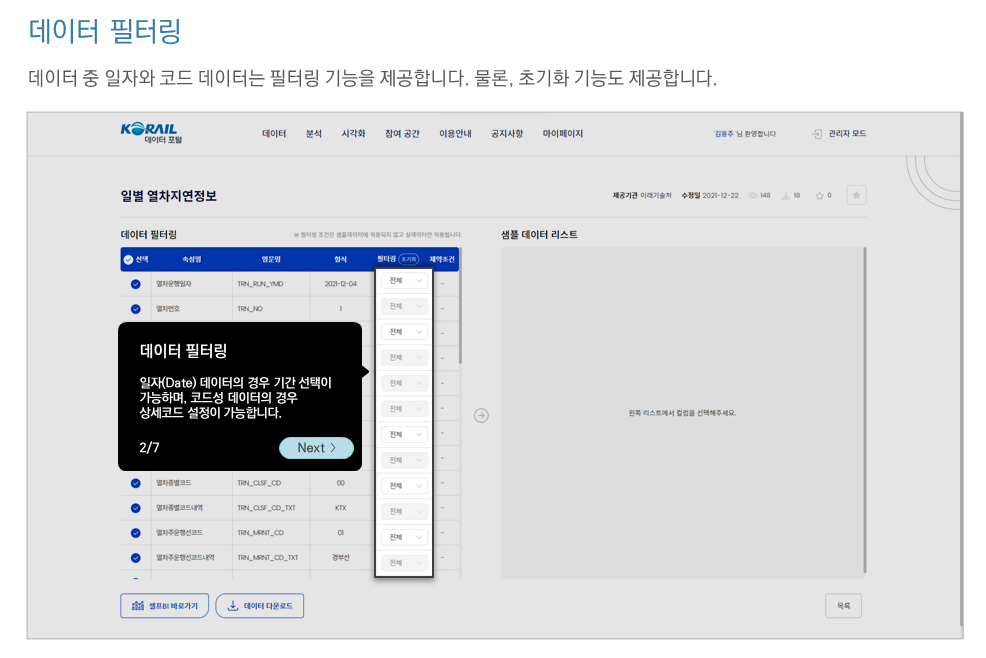 데이터 필터링
데이터 중 일자와 코드 데이터는 필터링 기능을 제공합니다. 물론, 초기화 기능도 제공합니다.
KORAIL
데이터 포털
데이터 분석 시각화 참여 공간 이용안내 공지사항 마이페이지 '김용주'님 환영합니다 관리자 모드
일별 열차지연정보 제공기관 미래기술처 수정일 2021-12-22 148 18 0
데이터 필터링 ※ 필터링 조건은 샘플데이터에 적용되지 않고 실데이터만 적용됩니다. 샘플 데이터 리스트
선택 속성명 영문명 형식 필터링 초기화 제약조건
열차운행일자 TRN_RUN_YMD 2021-12-04 전체 -
열차번호 TRN_NO 1 전체 -
전체 -
전체 -
전체 -
전체 -
전체 -
전체 -
데이터 필터링
일자(Date) 데이터의 경우 기간 선택이
가능하며, 코드성 데이터의 경우
상세코드 설정이 가능합니다.
2/7 Next
왼쪽 리스트에서 컬럼을 선택해주세요.
열차종별코드 TRN_CLSF_CD 00 전체 -
열차종별코드내역 TRN_CLSF_CD_TXT KTX 전체 -
열차주운행선코드 TRN_MRNT_CD 01 전체 -
열차주운행선코드내역 TRN_MRNT_CD_TXT 경부선 전체 -
셀프BI 바로가기 데이터 다운로드 목록